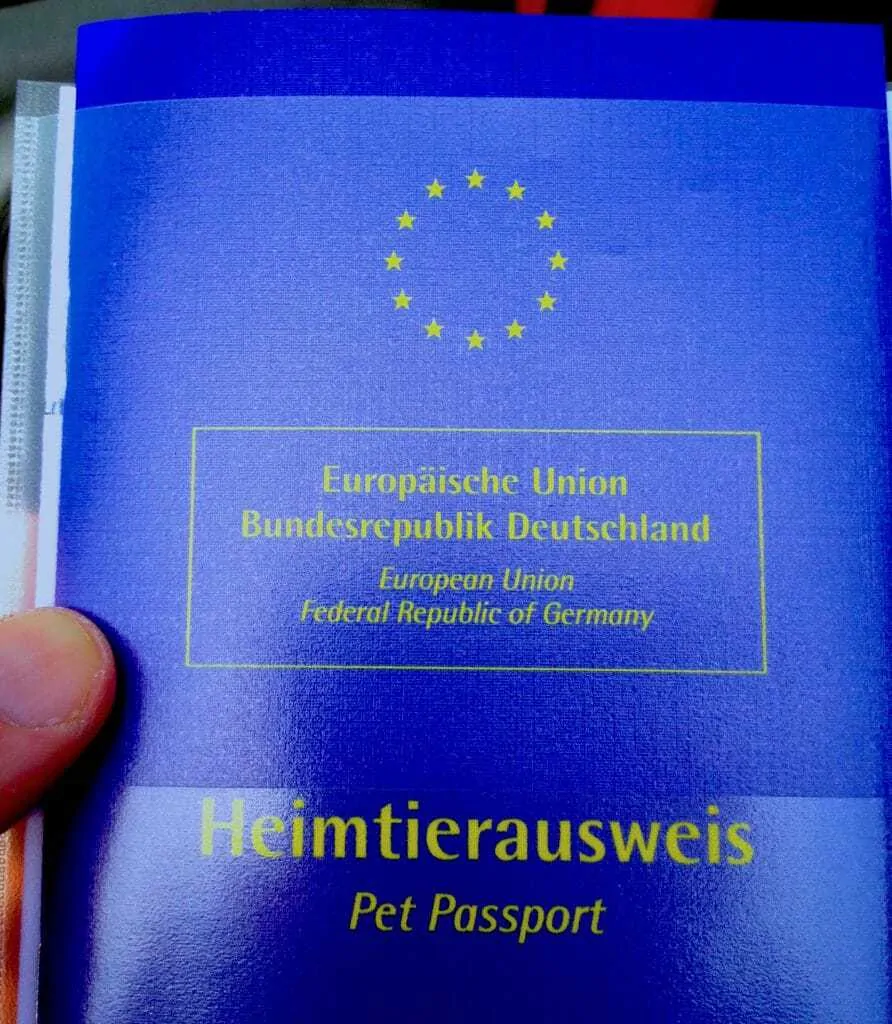 Europäische Union
Bundesrepublik Deutschland
European Union
Federal Republic of Germany
Heimtierausweis
Pet Passport